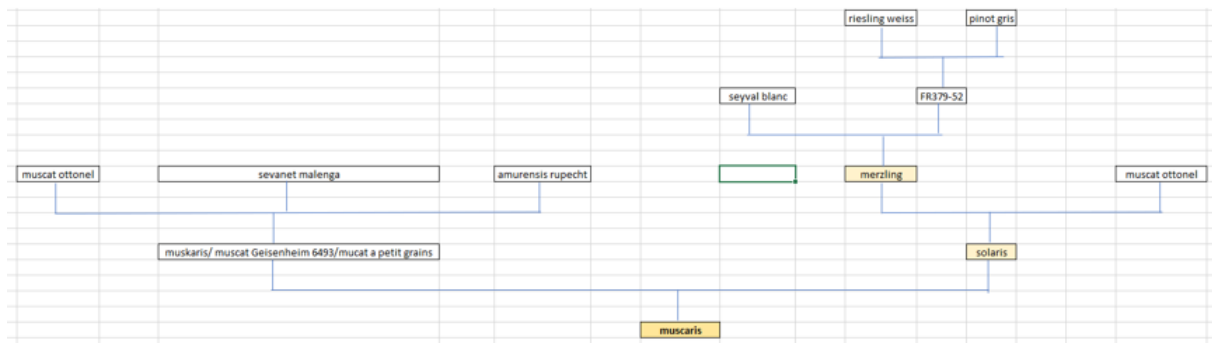 riesling weiss pinot gris
seyval blanc FR379-52
muscat ottonel sevanet malenga amurensis rupecht merzling muscat ottonel
muskaris/ muscat Geisenheim 6493/mucat a petit grains solaris
muscaris